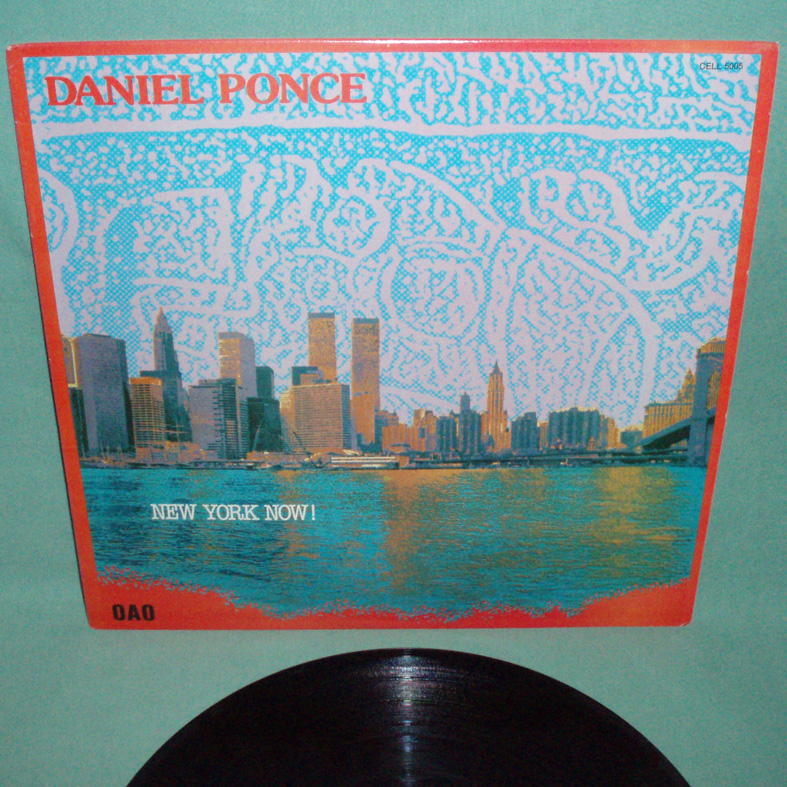 DANIEL PONCE
CELL 5005
NEW YORK NOW!
OAO